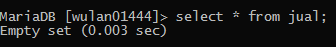 MariaDB [wulan01444]> select * from jual;
Empty set (0.003 sec)